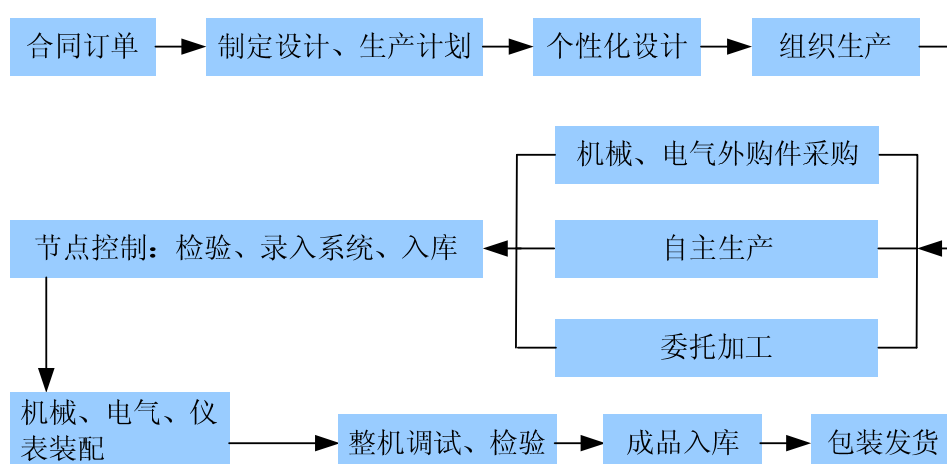 合同订单
制定设计、生产计划
个性化设计
组织生产
机械、电气外购件采购
自主生产
委托加工
节点控制：检验、录入系统、入库
机械、电气、仪
表装配
整机调试、检验
成品入库
包装发货